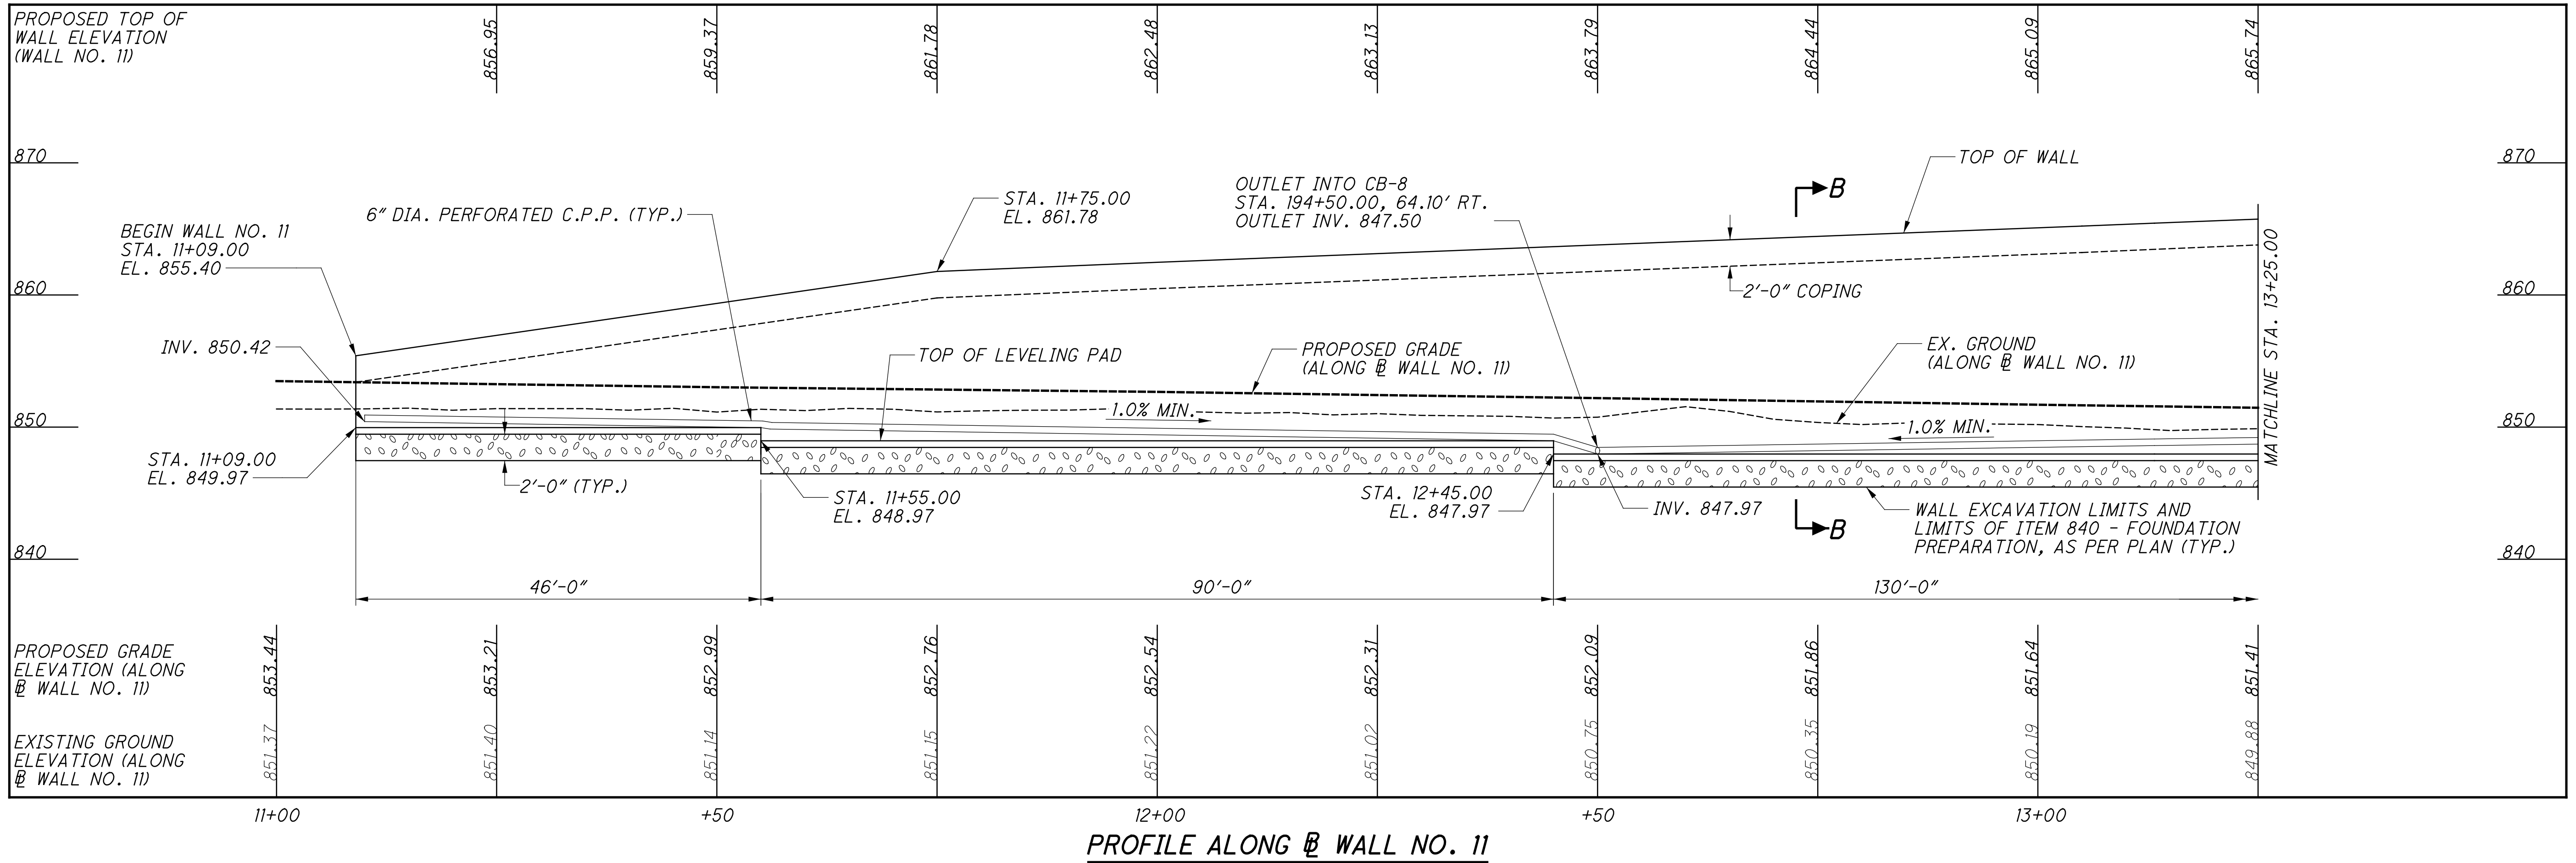 PROPOSED TOP OF
WALL ELEVATION
(WALL NO. 11)
856.95
859.37
861.78
862.48
863.13
863.79
864.44
865.09
865.74
870
870
860
860
850
850
840
840
BEGIN WALL NO. 11
STA. 11+09.00
EL. 855.40
6" DIA. PERFORATED C.P.P. (TYP.)
STA. 11+75.00
EL. 861.78
OUTLET INTO CB-8
STA. 194+50.00, 64.10' RT.
OUTLET INV. 847.50
B
TOP OF WALL
2'-0" COPING
MATCHLINE STA. 13+25.00
INV. 850.42
TOP OF LEVELING PAD
PROPOSED GRADE
(ALONG BL WALL NO. 11)
EX. GROUND
(ALONG BL WALL NO. 11)
1.0% MIN.
1.0% MIN.
STA. 11+09.00
EL. 849.97
2'-0" (TYP.)
STA. 11+55.00
EL. 848.97
STA. 12+45.00
EL. 847.97
INV. 847.97
B
WALL EXCAVATION LIMITS AND
LIMITS OF ITEM 840 - FOUNDATION
PREPARATION, AS PER PLAN (TYP.)
46'-0"
90'-0"
130'-0"
PROPOSED GRADE
ELEVATION (ALONG
BL WALL NO. 11)
853.44
853.21
852.99
852.76
852.54
852.31
852.09
851.86
851.64
851.41
EXISTING GROUND
ELEVATION (ALONG
BL WALL NO. 11)
851.37
851.40
851.14
851.15
851.22
851.02
850.75
850.35
850.19
849.88
11+00
+50
12+00
+50
13+00
PROFILE ALONG BL WALL NO. 11